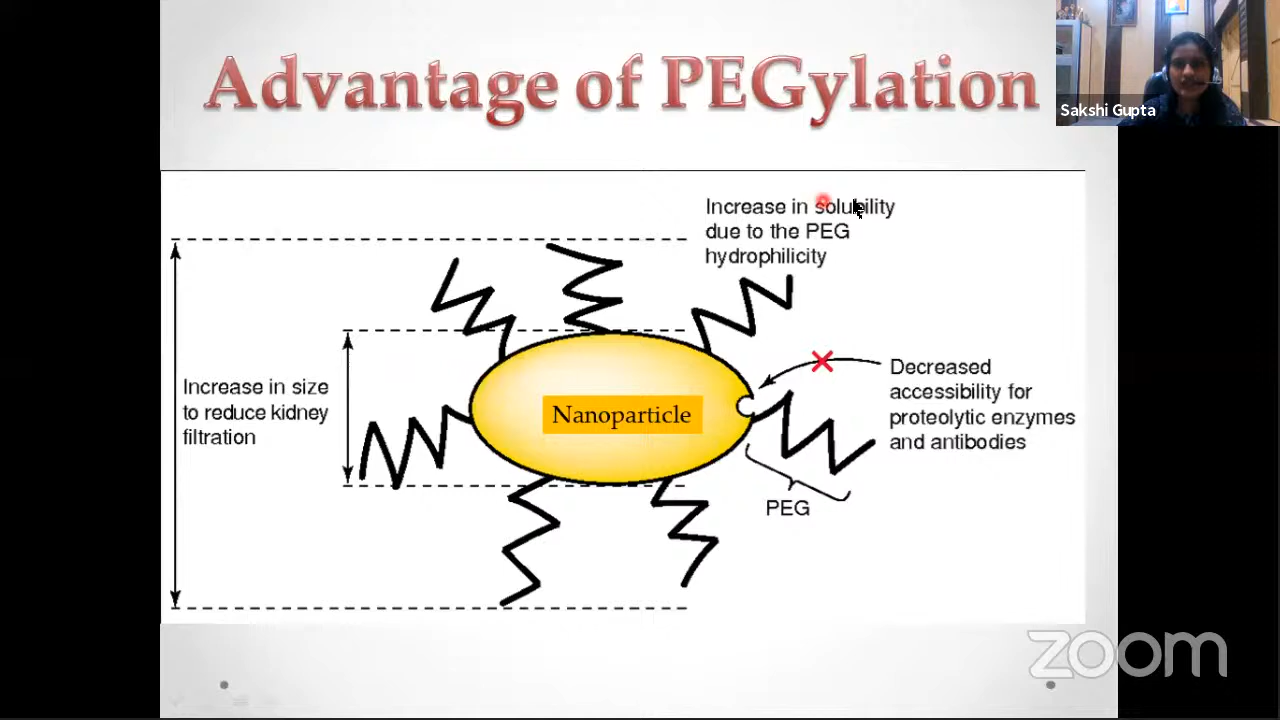 Advantage of PEGylation
Sakshi Gupta
Increase in solubility
due to the PEG
hydrophilicity
Increase in size
to reduce kidney
filtration
Nanoparticle
Decreased
accessibility for
proteolytic enzymes
and antibodies
PEG
zoom